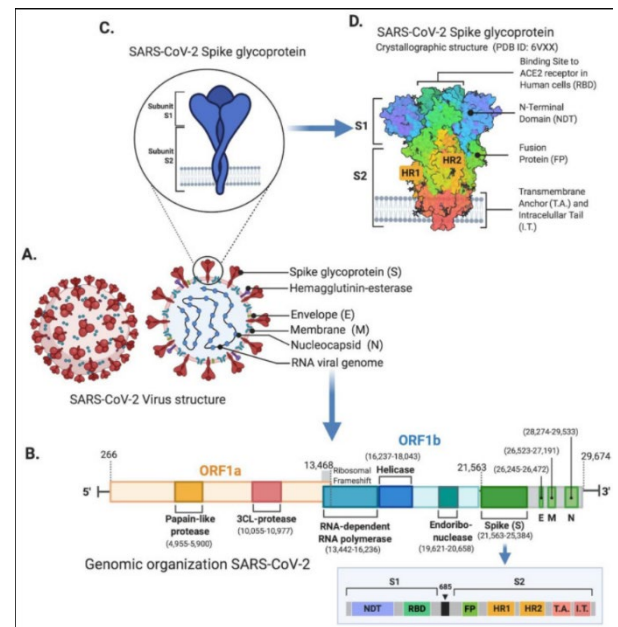 C.
SARS-CoV-2 Spike glycoprotein
Subunit
S1
Subunit
S2
D.
SARS-CoV-2 Spike glycoprotein
Crystallographic structure (PDB ID: 6VXX)
Binding Site to
ACE2 receptor in
Human cells (RBD)
N-Terminal
Domain (NDT)
Fusion
Protein (FP)
Transmembrane
Anchor (T.A.) and
Intracelullar Tail
(I.T.)
S1
S2
HR1
HR2
A.
Spike glycoprotein (S)
Hemagglutinin-esterase
Envelope (E)
Membrane (M)
Nucleocapsid (N)
RNA viral genome
SARS-CoV-2 Virus structure
B.
266
ORF1a
13,468
Ribosomal
Frameshift
(16,237-18,043)
Helicase
ORF1b
21,563
(28,274-29,533)
(26,523-27,191)
(26,245-26,472)
29,674
5'
3'
Papain-like
protease
(4,955-5,900)
3CL-protease
(10,055-10,977)
RNA-dependent
RNA polymerase
(13,442-16,236)
Endoribo-
nuclease
(19,621-20,658)
Spike (S)
(21,563-25,384)
E M N
Genomic organization SARS-CoV-2
S1 685 S2
NDT RBD FP HR1 HR2 T.A. I.T.